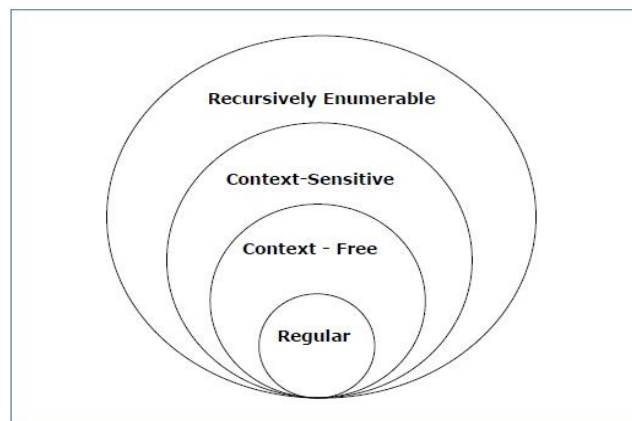 Recursively Enumerable
Context-Sensitive
Context - Free
Regular